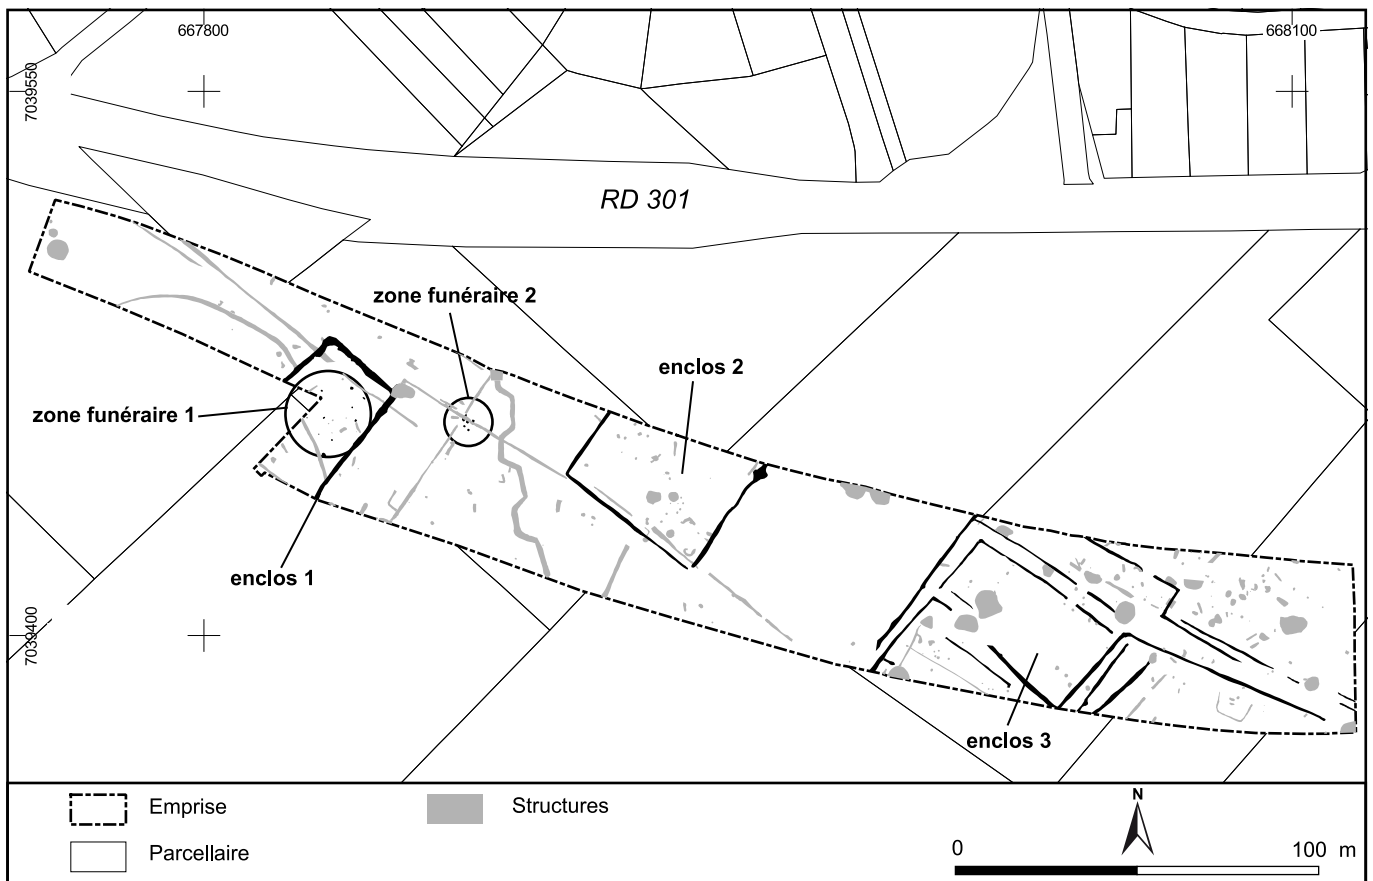 667800
668100
7039550
RD 301
zone funéraire 2
enclos 2
zone funéraire 1
enclos 1
7039400
enclos 3
Emprise
Structures
N
Parcellaire
0 100 m